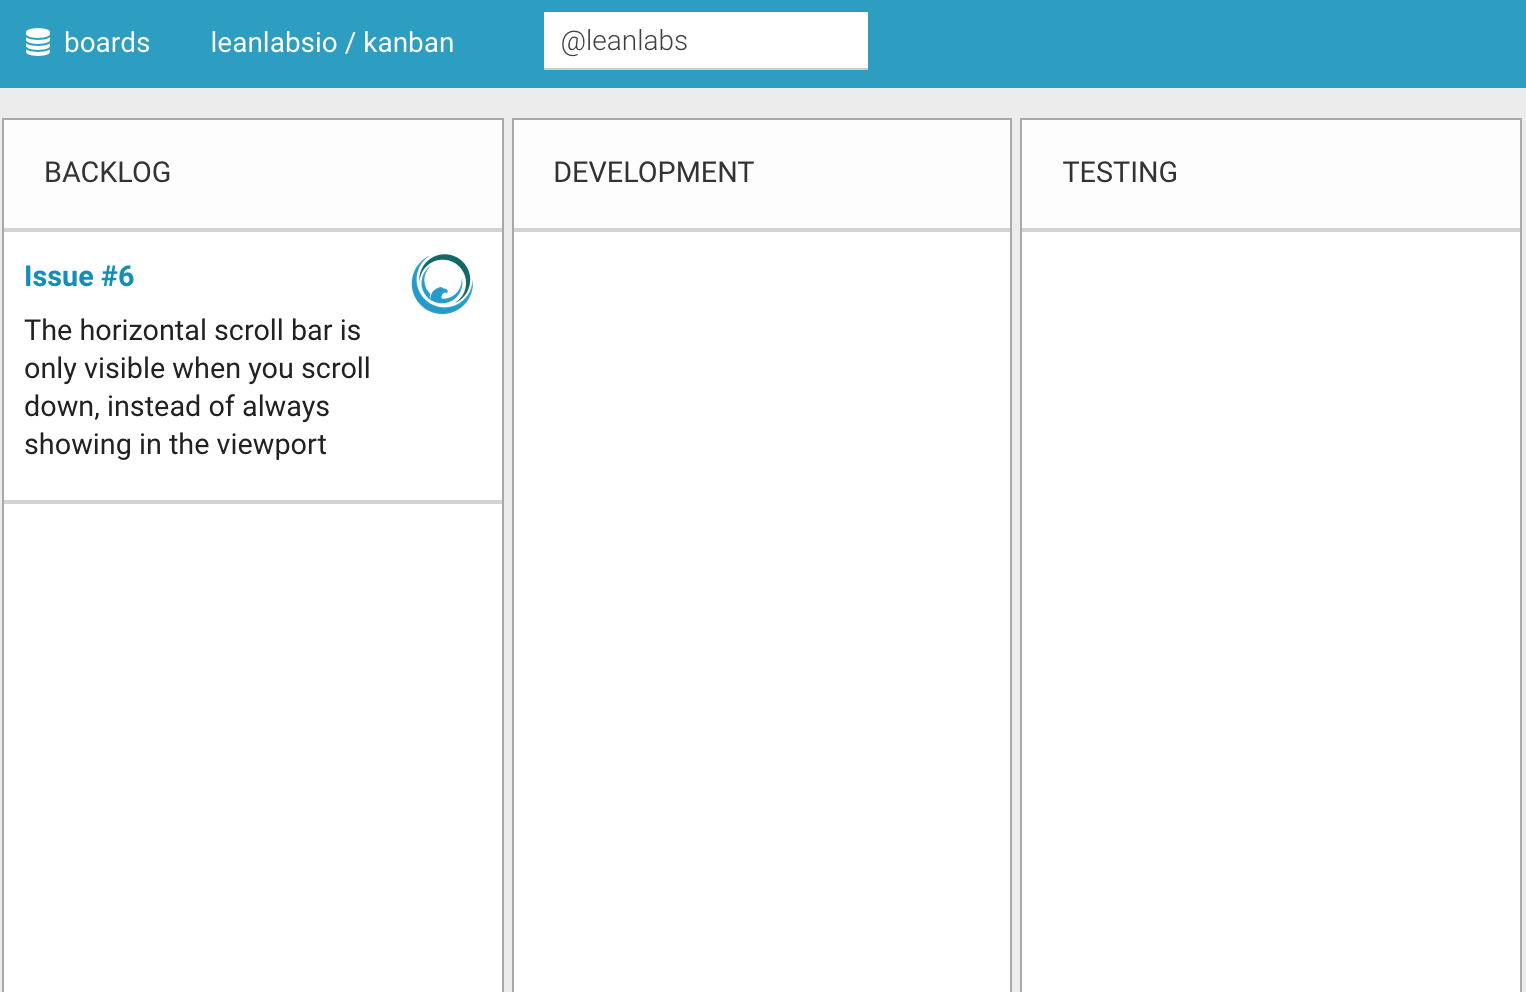 boards
leanlabsio / kanban
@leanlabs
BACKLOG
DEVELOPMENT
TESTING
Issue #6
The horizontal scroll bar is
only visible when you scroll
down, instead of always
showing in the viewport